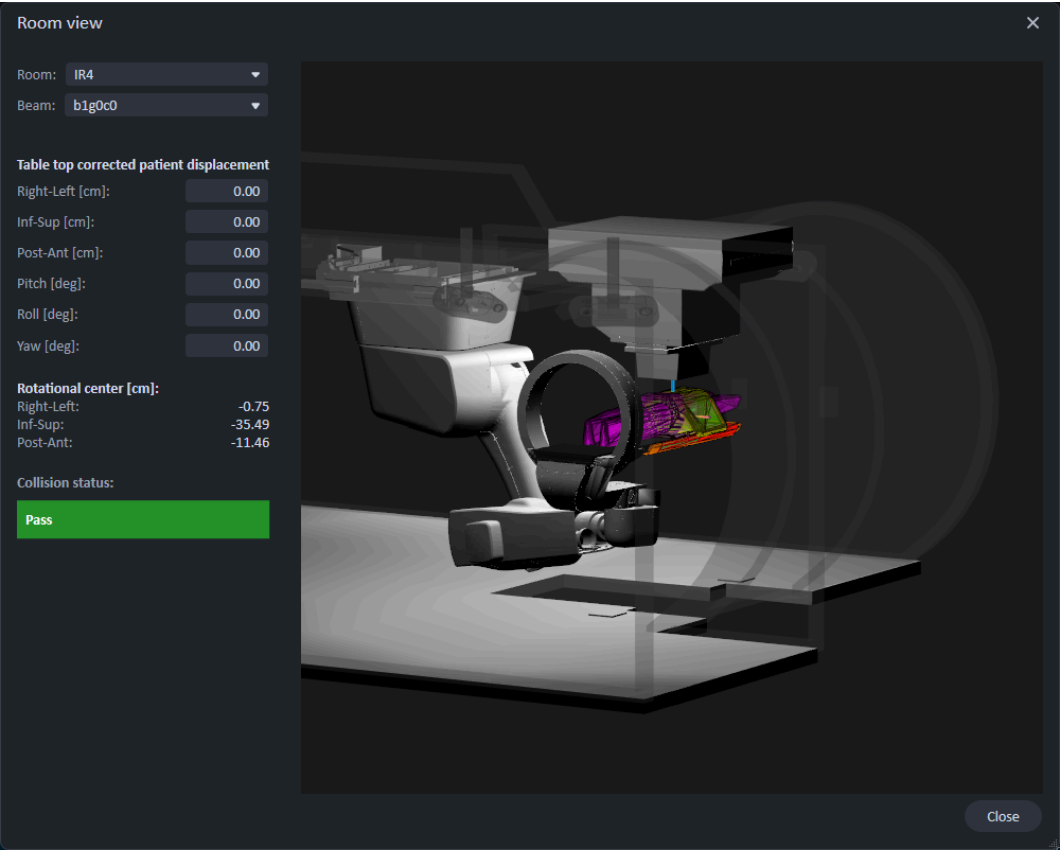 Room view
Room: IR4
Beam: b1g0c0
Table top corrected patient displacement
Right-Left [cm]: 0.00
Inf-Sup [cm]: 0.00
Post-Ant [cm]: 0.00
Pitch [deg]: 0.00
Roll [deg]: 0.00
Yaw [deg]: 0.00
Rotational center [cm]:
Right-Left: -0.75
Inf-Sup: -35.49
Post-Ant: -11.46
Collision status:
Pass
Close